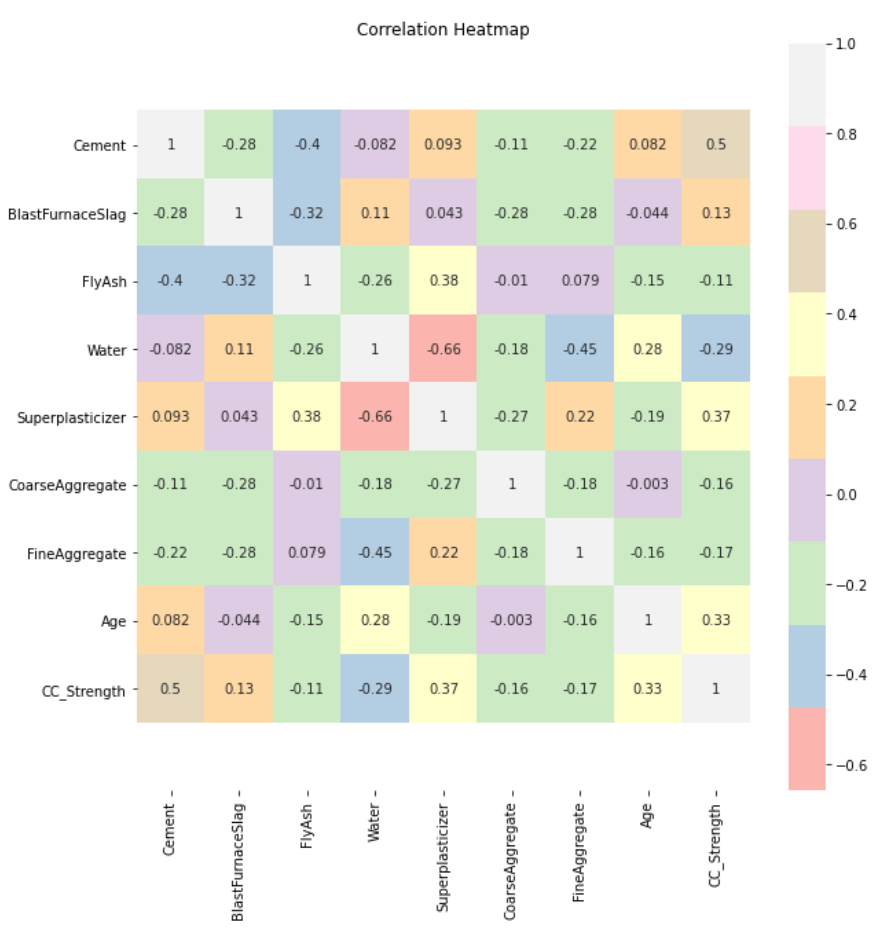 Correlation Heatmap
Cement 1 -0.28 -0.4 -0.082 0.093 -0.11 -0.22 0.082 0.5
BlastFurnaceSlag -0.28 1 -0.32 0.11 0.043 -0.28 -0.28 -0.044 0.13
FlyAsh -0.4 -0.32 1 -0.26 0.38 -0.01 0.079 -0.15 -0.11
Water -0.082 0.11 -0.26 1 -0.66 -0.18 -0.45 0.28 -0.29
Superplasticizer 0.093 0.043 0.38 -0.66 1 -0.27 0.22 -0.19 0.37
CoarseAggregate -0.11 -0.28 -0.01 -0.18 -0.27 1 -0.18 -0.003 -0.16
FineAggregate -0.22 -0.28 0.079 -0.45 0.22 -0.18 1 -0.16 -0.17
Age 0.082 -0.044 -0.15 0.28 -0.19 -0.003 -0.16 1 0.33
CC_Strength 0.5 0.13 -0.11 -0.29 0.37 -0.16 -0.17 0.33 1
Cement
BlastFurnaceSlag
FlyAsh
Water
Superplasticizer
CoarseAggregate
FineAggregate
Age
CC_Strength
1.0
0.8
0.6
0.4
0.2
0.0
−0.2
−0.4
−0.6